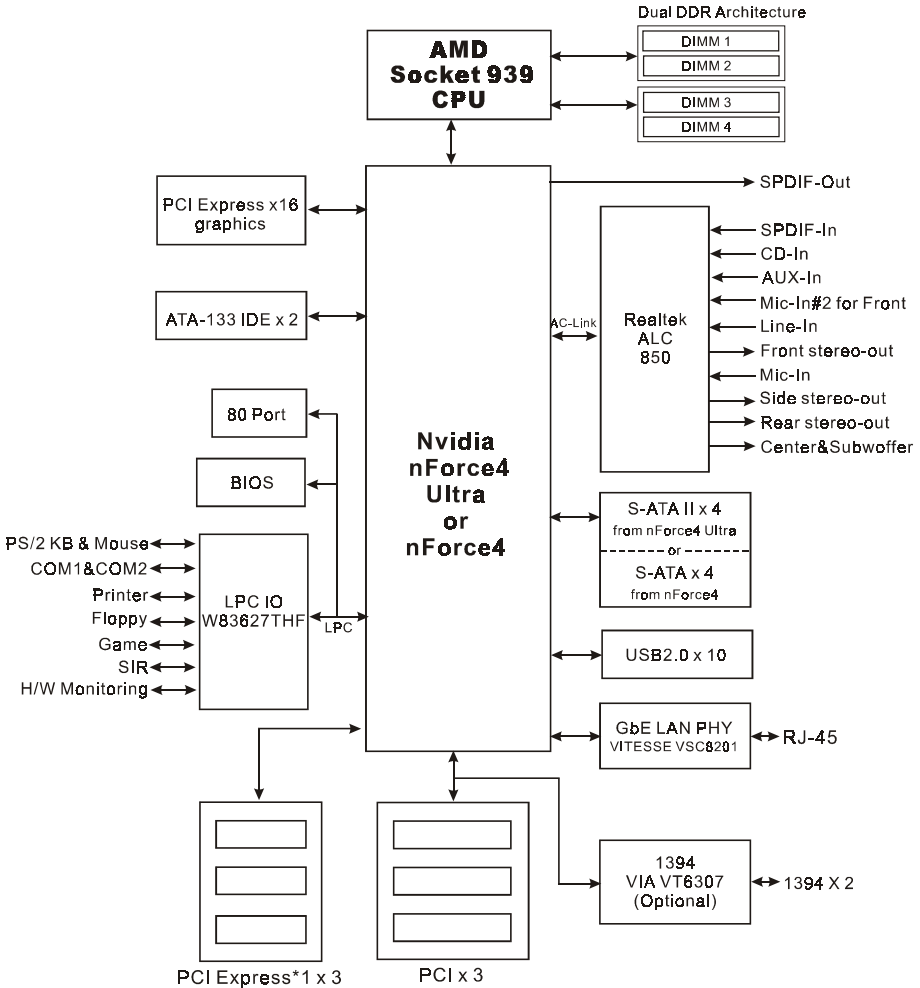 Dual DDR Architecture
AMD
Socket 939
CPU
DIMM 1
DIMM 2
DIMM 3
DIMM 4
PCI Express x16
graphics
ATA-133 IDE x 2
80 Port
BIOS
PS/2 KB & Mouse
COM1&COM2
Printer
Floppy
Game
SIR
H/W Monitoring
LPC IO
W83627THF
LPC
Nvidia
nForce4
Ultra
or
nForce4
SPDIF-Out
AC-Link
Realtek
ALC
850
SPDIF-In
CD-In
AUX-In
Mic-In#2 for Front
Line-In
Front stereo-out
Mic-In
Side stereo-out
Rear stereo-out
Center&Subwoffer
S-ATA II x 4
from nForce4 Ultra
or
S-ATA x 4
from nForce4
USB2.0 x 10
GbE LAN PHY
VITESSE VSC8201
RJ-45
1394
VIA VT6307
(Optional)
1394 X 2
PCI Express*1 x 3
PCI x 3